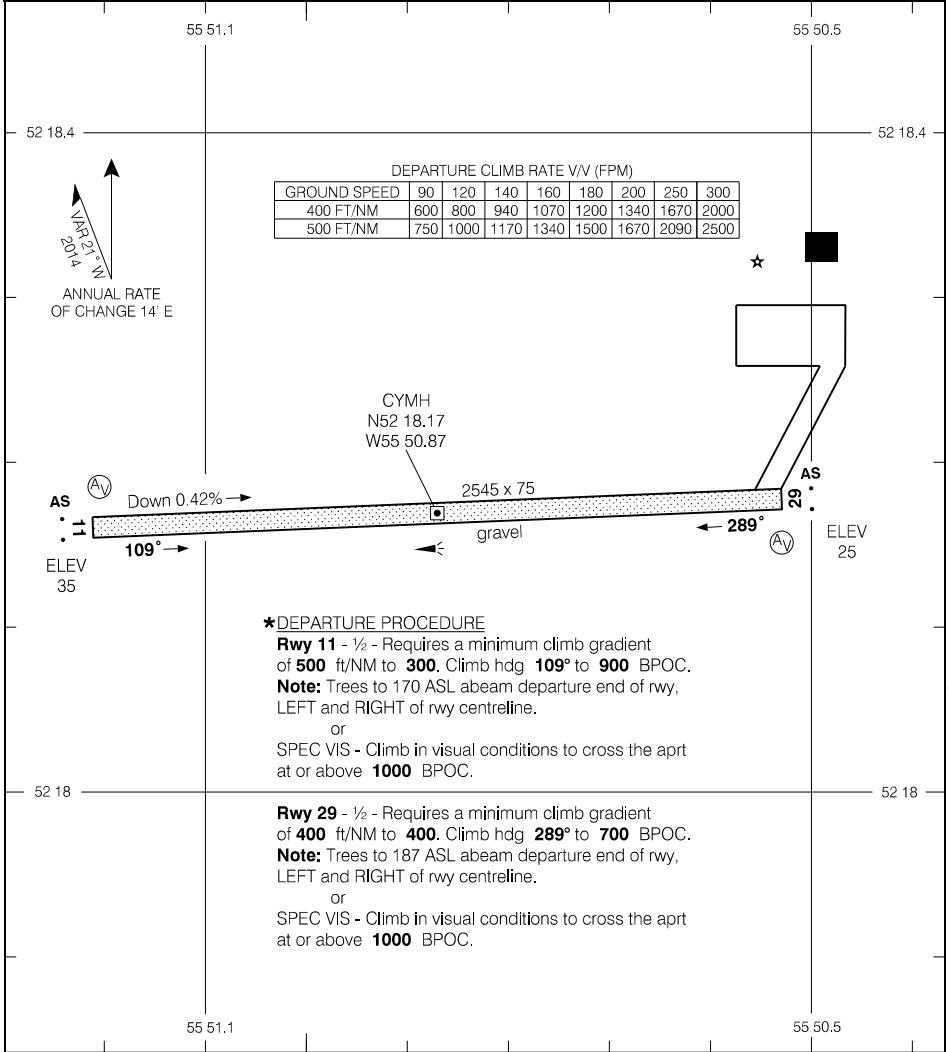 55 51.1
55 50.5
52 18.4
52 18.4
DEPARTURE CLIMB RATE V/V (FPM)
GROUND SPEED 90 120 140 160 180 200 250 300
400 FT/NM 600 800 940 1070 1200 1340 1670 2000
500 FT/NM 750 1000 1170 1340 1500 1670 2090 2500
VAR 21° W
2014
ANNUAL RATE
OF CHANGE 14' E
CYMH
N52 18.17
W55 50.87
AS
AV
Down 0.42%
2545 x 75
AS
11
29
109°
gravel
289°
AV
ELEV
35
ELEV
25
*DEPARTURE PROCEDURE
Rwy 11 - ½ - Requires a minimum climb gradient
of 500 ft/NM to 300. Climb hdg 109° to 900 BPOC.
Note: Trees to 170 ASL abeam departure end of rwy,
LEFT and RIGHT of rwy centreline.
or
SPEC VIS - Climb in visual conditions to cross the aprt
at or above 1000 BPOC.
52 18
52 18
Rwy 29 - ½ - Requires a minimum climb gradient
of 400 ft/NM to 400. Climb hdg 289° to 700 BPOC.
Note: Trees to 187 ASL abeam departure end of rwy,
LEFT and RIGHT of rwy centreline.
or
SPEC VIS - Climb in visual conditions to cross the aprt
at or above 1000 BPOC.
55 51.1
55 50.5